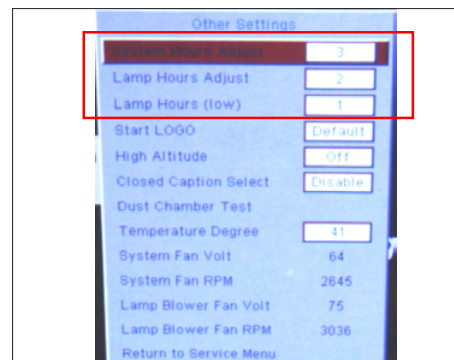 Other Settings
System Hours Adjust 3
Lamp Hours Adjust 2
Lamp Hours (low) 1
Start LOGO Default
High Altitude Off
Closed Caption Select Disable
Dust Chamber Test
Temperature Degree 41
System Fan Volt 64
System Fan RPM 2645
Lamp Blower Fan Volt 75
Lamp Blower Fan RPM 3036
Return to Service Menu